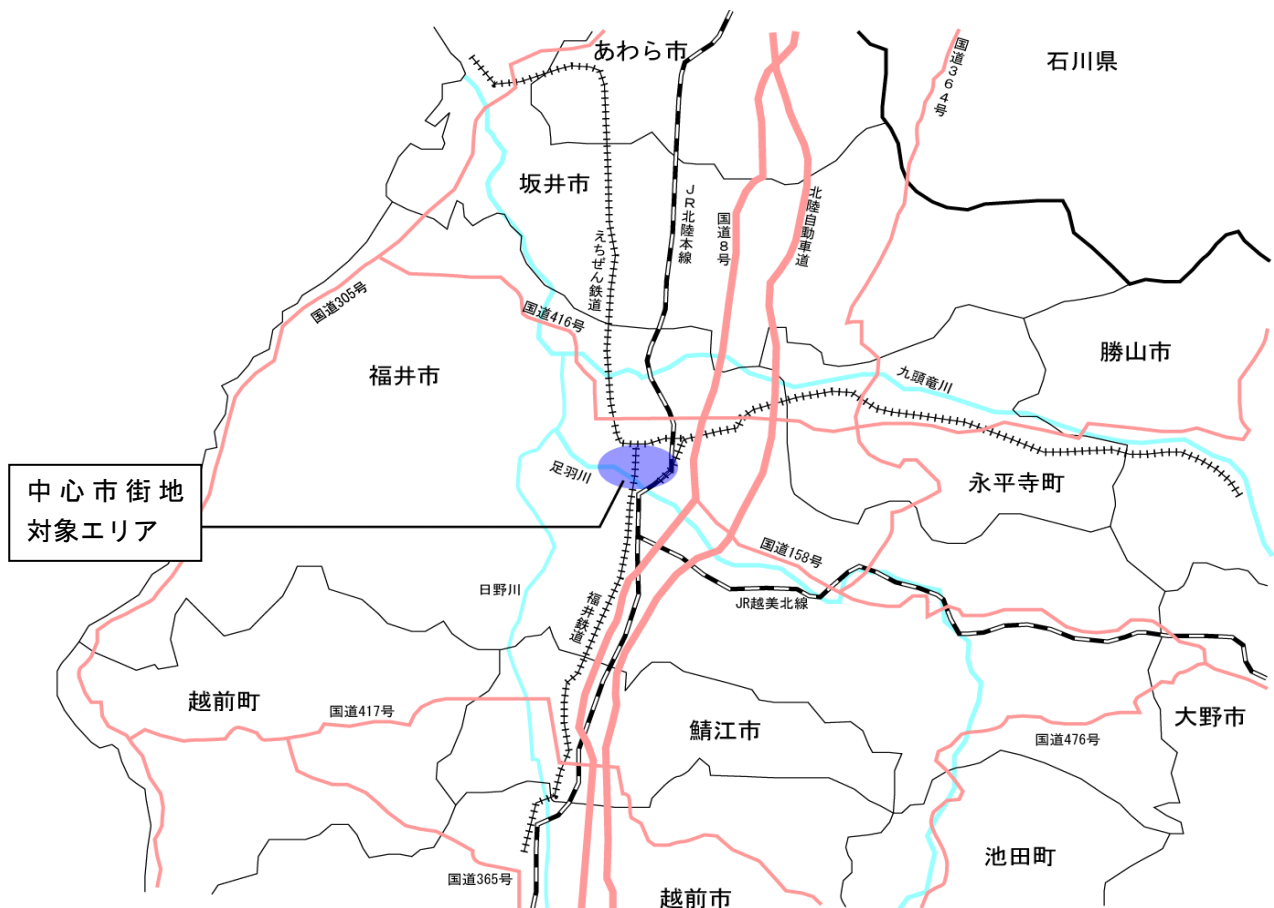 あわら市
石川県
国道364号
坂井市
JR北陸本線
国道8号
北陸自動車道
えちぜん鉄道
国道305号
国道416号
勝山市
福井市
九頭竜川
足羽川
永平寺町
中心市街地
対象エリア
国道158号
日野川
福井鉄道
JR越美北線
越前町
国道417号
鯖江市
大野市
国道476号
池田町
国道365号
越前市